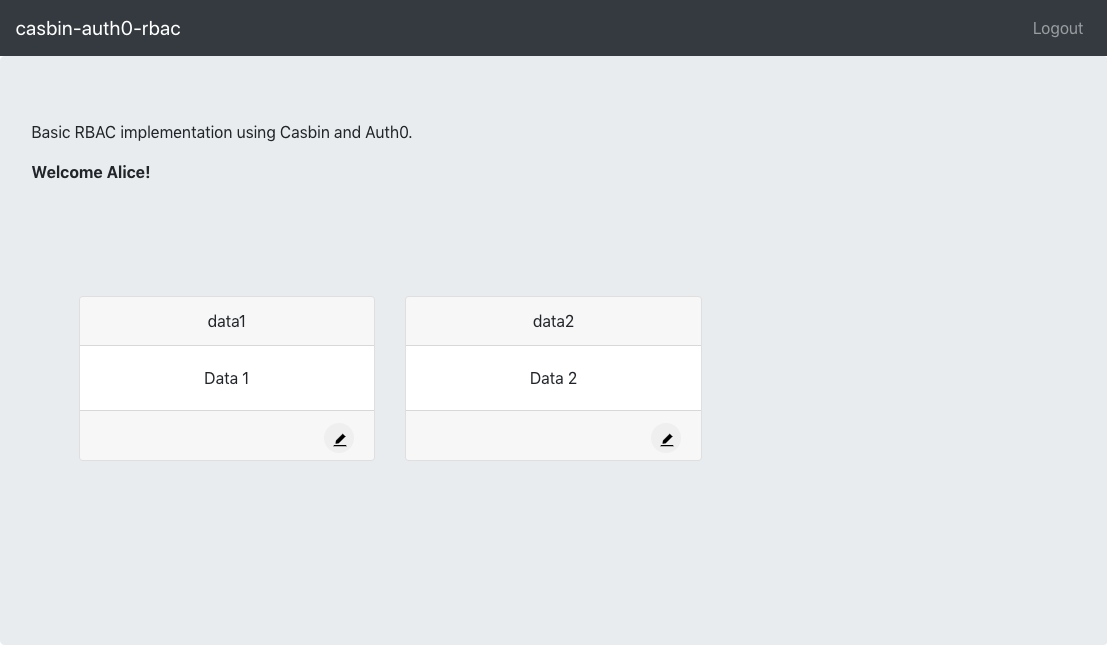 casbin-auth0-rbac
Logout
Basic RBAC implementation using Casbin and Auth0.
Welcome Alice!
data1
data2
Data 1
Data 2